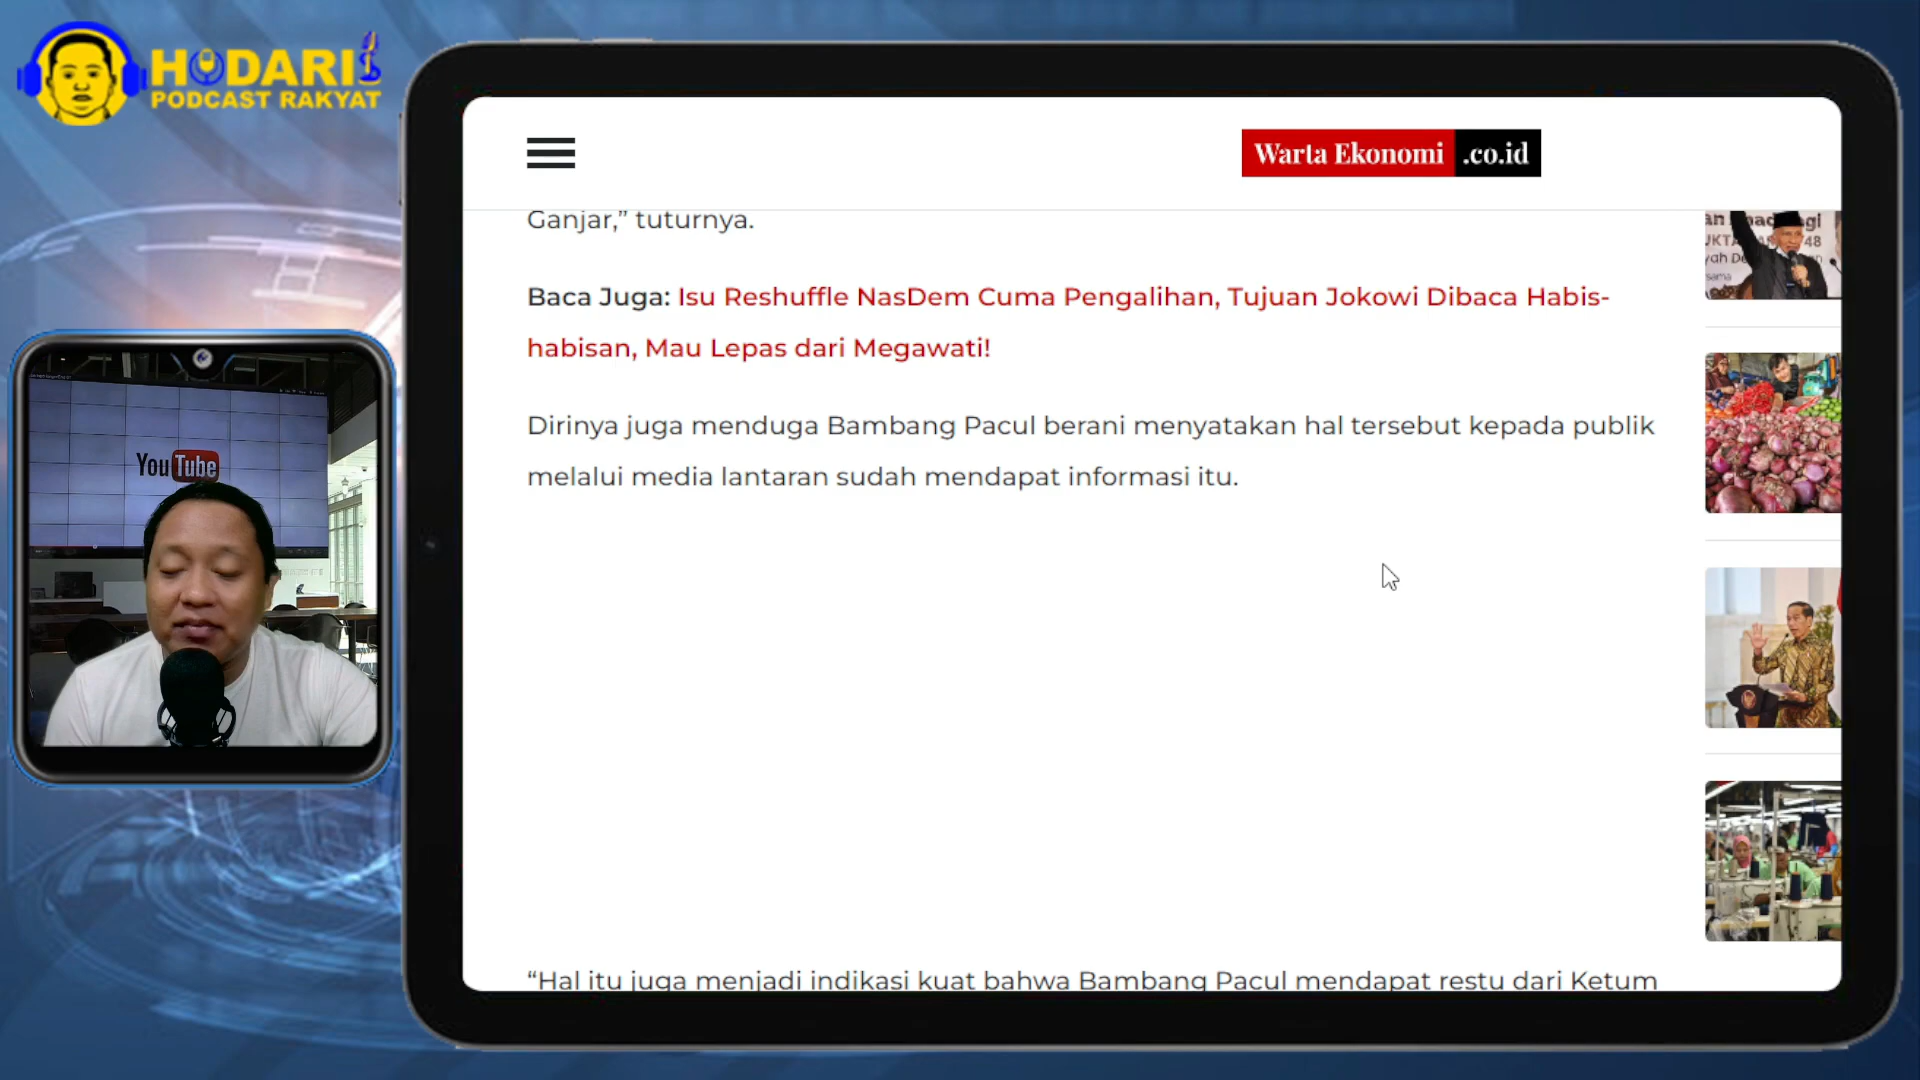 HODARI
PODCAST RAKYAT
YouTube
Warta Ekonomi .co.id
Ganjar,” tuturnya.
Baca Juga: Isu Reshuffle NasDem Cuma Pengalihan, Tujuan Jokowi Dibaca Habis-
habisan, Mau Lepas dari Megawati!
Dirinya juga menduga Bambang Pacul berani menyatakan hal tersebut kepada publik
melalui media lantaran sudah mendapat informasi itu.
“Hal itu juga menjadi indikasi kuat bahwa Bambang Pacul mendapat restu dari Ketum
48